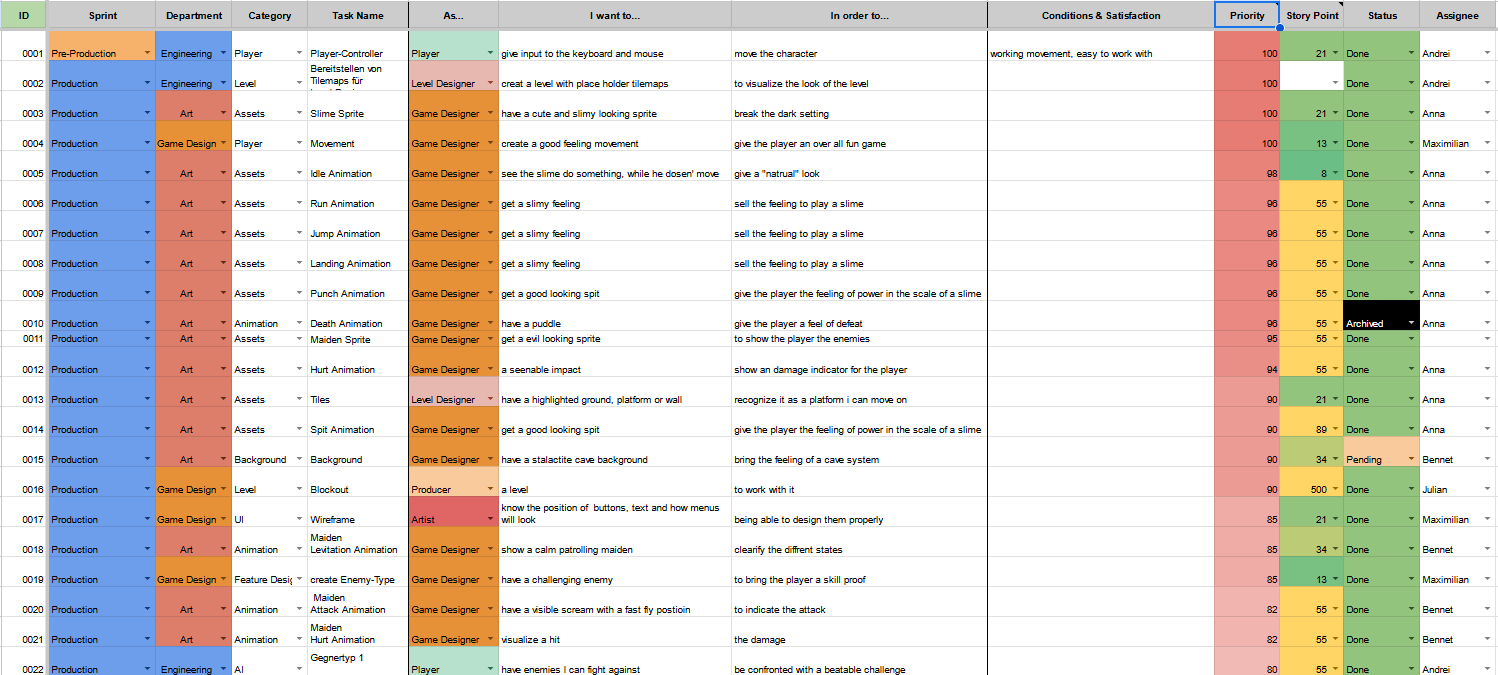 ID Sprint Department Category Task Name As... I want to... In order to... Conditions & Satisfaction Priority Story Point Status Assignee
0001 Pre-Production Engineering Player Player-Controller Player give input to the keyboard and mouse move the character working movement, easy to work with 100 21 Done Andrei
Bereitstellen von
Tilemaps für
0002 Production Engineering Level Level Designer creat a level with place holder tilemaps to visualize the look of the level 100 Done Andrei
0003 Production Art Assets Slime Sprite Game Designer have a cute and slimy looking sprite break the dark setting 100 21 Done Anna
0004 Production Game Design Player Movement Game Designer create a good feeling movement give the player an over all fun game 100 13 Done Maximilian
0005 Production Art Assets Idle Animation Game Designer see the slime do something, while he dosen' move give a "natrual" look 98 8 Done Anna
0006 Production Art Assets Run Animation Game Designer get a slimy feeling sell the feeling to play a slime 96 55 Done Anna
0007 Production Art Assets Jump Animation Game Designer get a slimy feeling sell the feeling to play a slime 96 55 Done Anna
0008 Production Art Assets Landing Animation Game Designer get a slimy feeling sell the feeling to play a slime 96 55 Done Anna
0009 Production Art Assets Punch Animation Game Designer get a good looking spit give the player the feeling of power in the scale of a slime 96 55 Done Anna
0010 Production Art Animation Death Animation Game Designer have a puddle give the player a feel of defeat 96 55 Archived Anna
0011 Production Art Assets Maiden Sprite Game Designer get a evil looking sprite to show the player the enemies 95 55 Done Anna
0012 Production Art Assets Hurt Animation Game Designer a seenable impact show an damage indicator for the player 94 55 Done Anna
0013 Production Art Assets Tiles Level Designer have a highlighted ground, platform or wall recognize it as a platform i can move on 90 21 Done Anna
0014 Production Art Assets Spit Animation Game Designer get a good looking spit give the player the feeling of power in the scale of a slime 90 89 Done Anna
0015 Production Art Background Background Game Designer have a stalactite cave background bring the feeling of a cave system 90 34 Pending Bennet
0016 Production Game Design Level Blockout Producer a level to work with it 90 500 Done Julian
know the position of buttons, text and how menus
0017 Production Game Design UI Wireframe Artist will look being able to design them properly 85 21 Done Maximilian
Maiden
0018 Production Art Animation Levitation Animation Game Designer show a calm patrolling maiden clearify the diffrent states 85 34 Done Bennet
0019 Production Game Design Feature Desig create Enemy-Type Game Designer have a challenging enemy to bring the player a skill proof 85 13 Done Maximilian
Maiden
0020 Production Art Animation Attack Animation Game Designer have a visible scream with a fast fly postioin to indicate the attack 82 55 Done Bennet
Maiden
0021 Production Art Animation Hurt Animation Game Designer visualize a hit the damage 82 55 Done Bennet
Gegnertyp 1
0022 Production Engineering AI Player have enemies I can fight against be confronted with a beatable challenge 80 55 Done Andrei